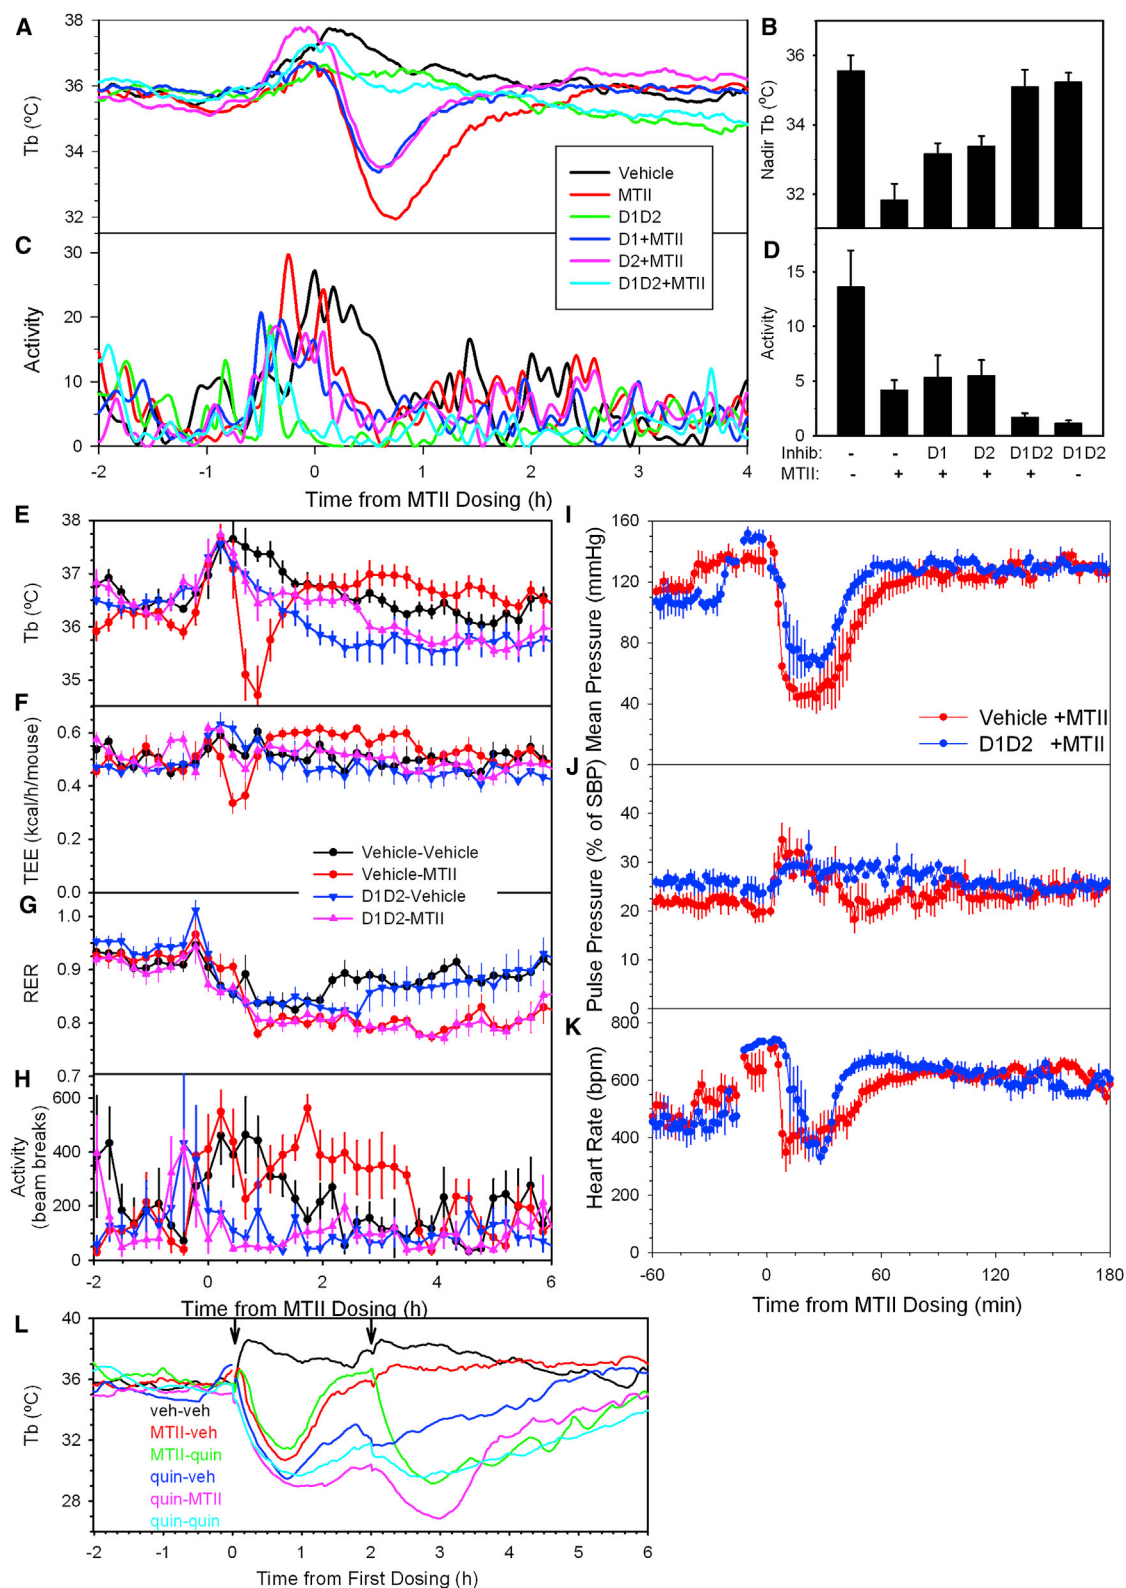 A
Tb (ºC)
38
36
34
32
Vehicle
MTII
D1D2
D1+MTII
D2+MTII
D1D2+MTII
B
Nadir Tb (ºC)
36
34
32
C
Activity
30
20
10
0
-2
-1
0
1
2
3
4
Time from MTII Dosing (h)
D
Activity
15
10
5
0
Inhib: - - D1 D2 D1D2 D1D2
MTII: - + + + + -
E
Tb (ºC)
38
37
36
35
F
TEE (kcal/h/mouse)
0.6
0.4
0.2
0.0
Vehicle-Vehicle
Vehicle-MTII
D1D2-Vehicle
D1D2-MTII
G
RER
1.0
0.9
0.8
0.7
H
Activity
(beam breaks)
600
400
200
0
-2
0
2
4
6
Time from MTII Dosing (h)
I
Mean Pressure (mmHg)
160
120
80
40
0
Vehicle +MTII
D1D2 +MTII
J
Pulse Pressure (% of SBP)
40
30
20
10
0
K
Heart Rate (bpm)
800
600
400
200
0
-60
0
60
120
180
Time from MTII Dosing (min)
L
Tb (ºC)
40
36
32
28
veh-veh
MTII-veh
MTII-quin
quin-veh
quin-MTII
quin-quin
-2
-1
0
1
2
3
4
5
6
Time from First Dosing (h)